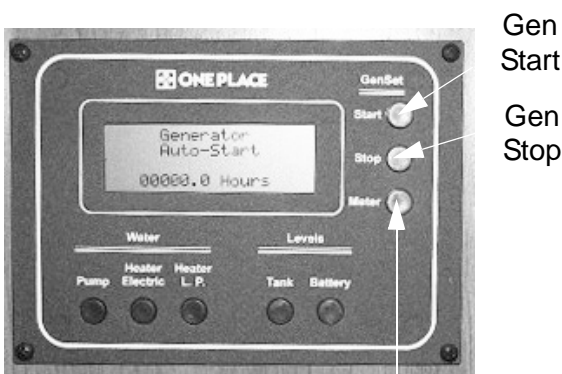 Gen
Start
ONE PLACE
GenSet
Start
Generator
Auto-Start
00000.0 Hours
Gen
Stop
Stop
Meter
Water
Levels
Pump
Heater
Electric
Heater
L. P.
Tank
Battery